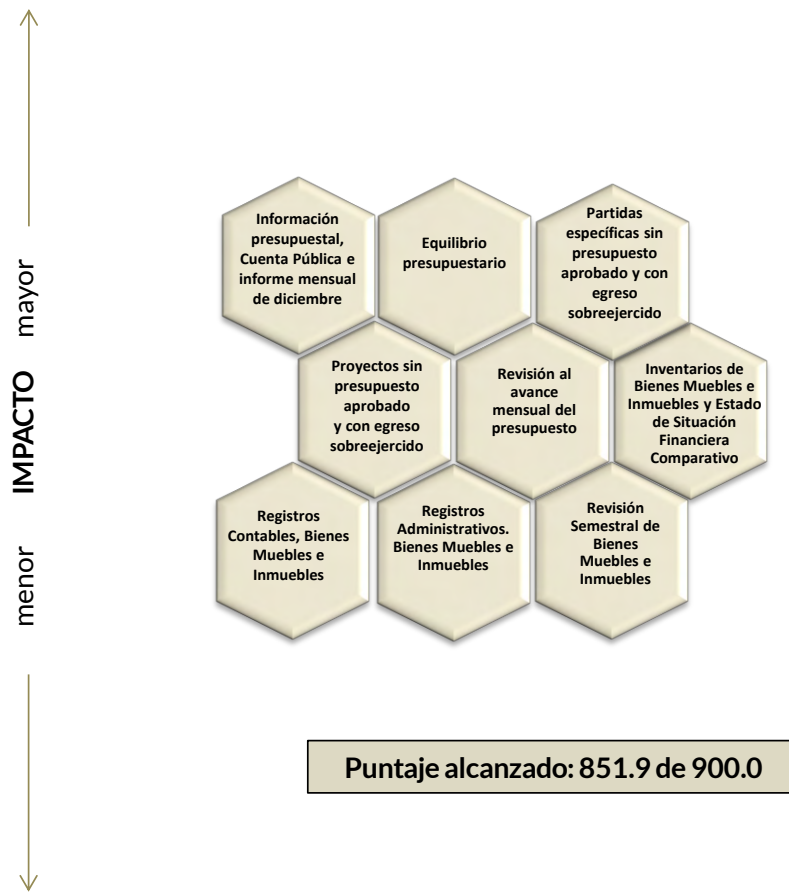 Información
presupuestal,
Cuenta Pública e
informe mensual
de diciembre
Equilibrio
presupuestario
Partidas
específicas sin
presupuesto
aprobado y con
egreso
sobreejercido
Proyectos sin
presupuesto
aprobado
y con egreso
sobreejercido
Revisión al
avance
mensual del
presupuesto
Inventarios de
Bienes Muebles e
Inmuebles y Estado
de Situación
Financiera
Comparativo
Registros
Contables, Bienes
Muebles e
Inmuebles
Registros
Administrativos.
Bienes Muebles e
Inmuebles
Revisión
Semestral de
Bienes
Muebles e
Inmuebles
menor IMPACTO mayor
Puntaje alcanzado: 851.9 de 900.0